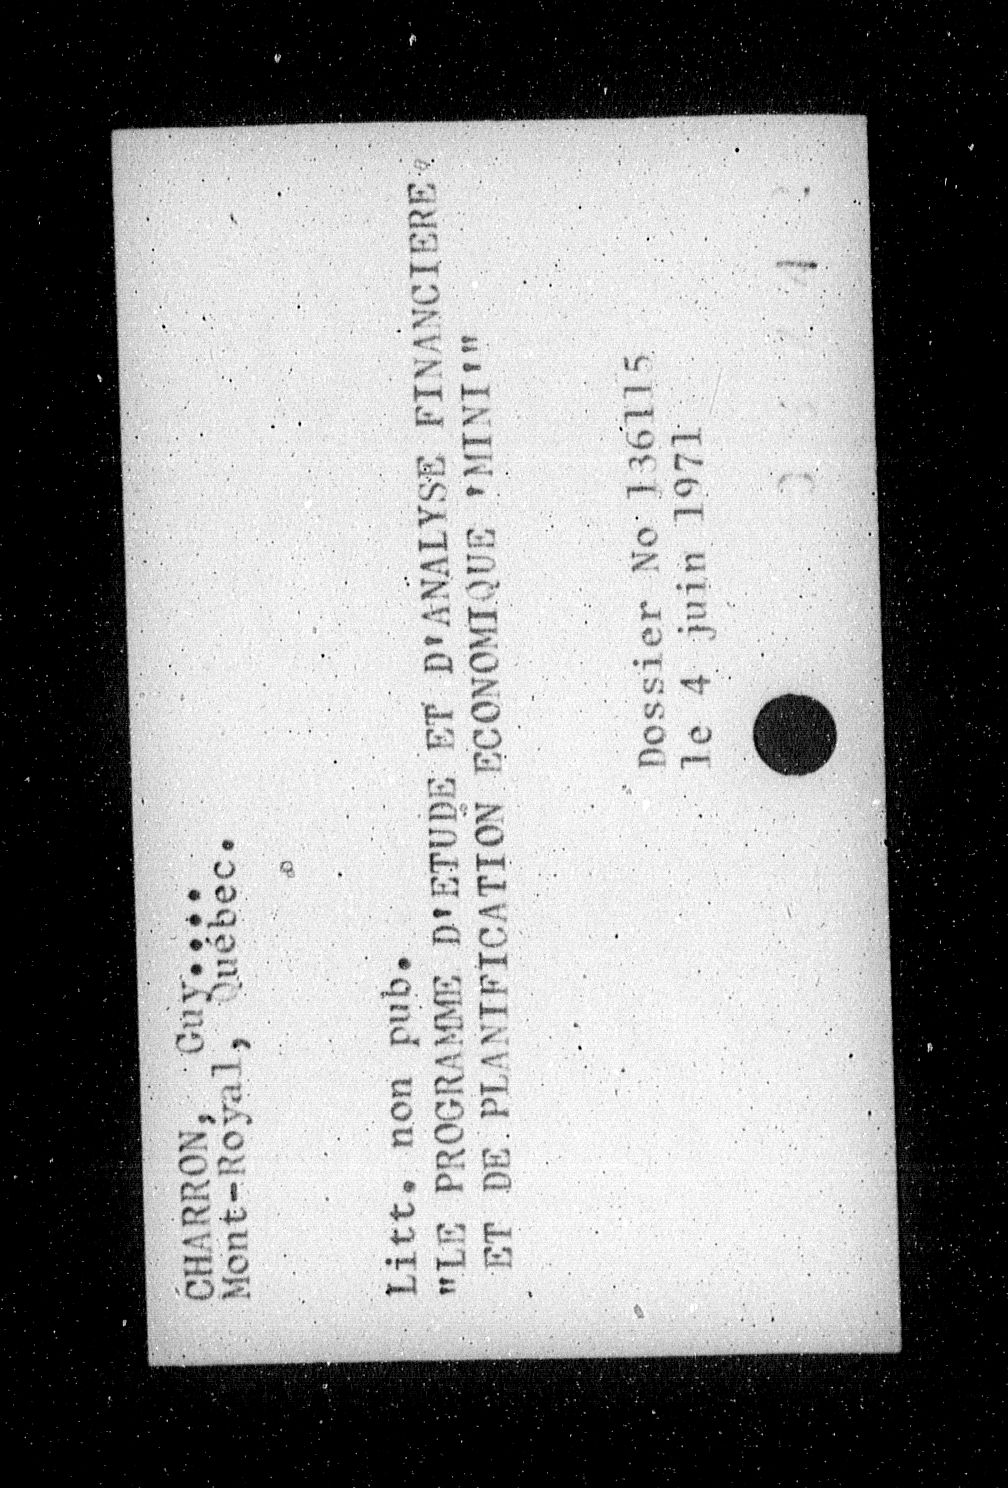 CHARRON, Guy....
Mont-Royal, Québec.
Litt. non pub.
"LE PROGRAMME D'ETUDE ET D'ANALYSE FINANCIERE
ET DE PLANIFICATION ECONOMIQUE 'MINI'"
Dossier No 136115
le 4 juin 1971